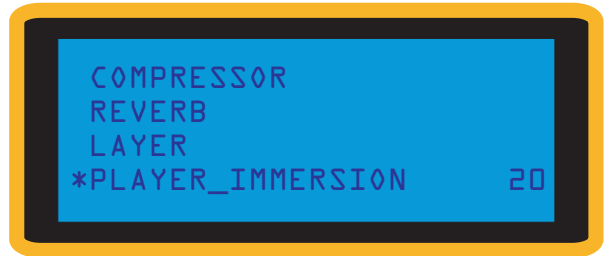 COMPRESSOR
REVERB
LAYER
*PLAYER_IMMERSION 20